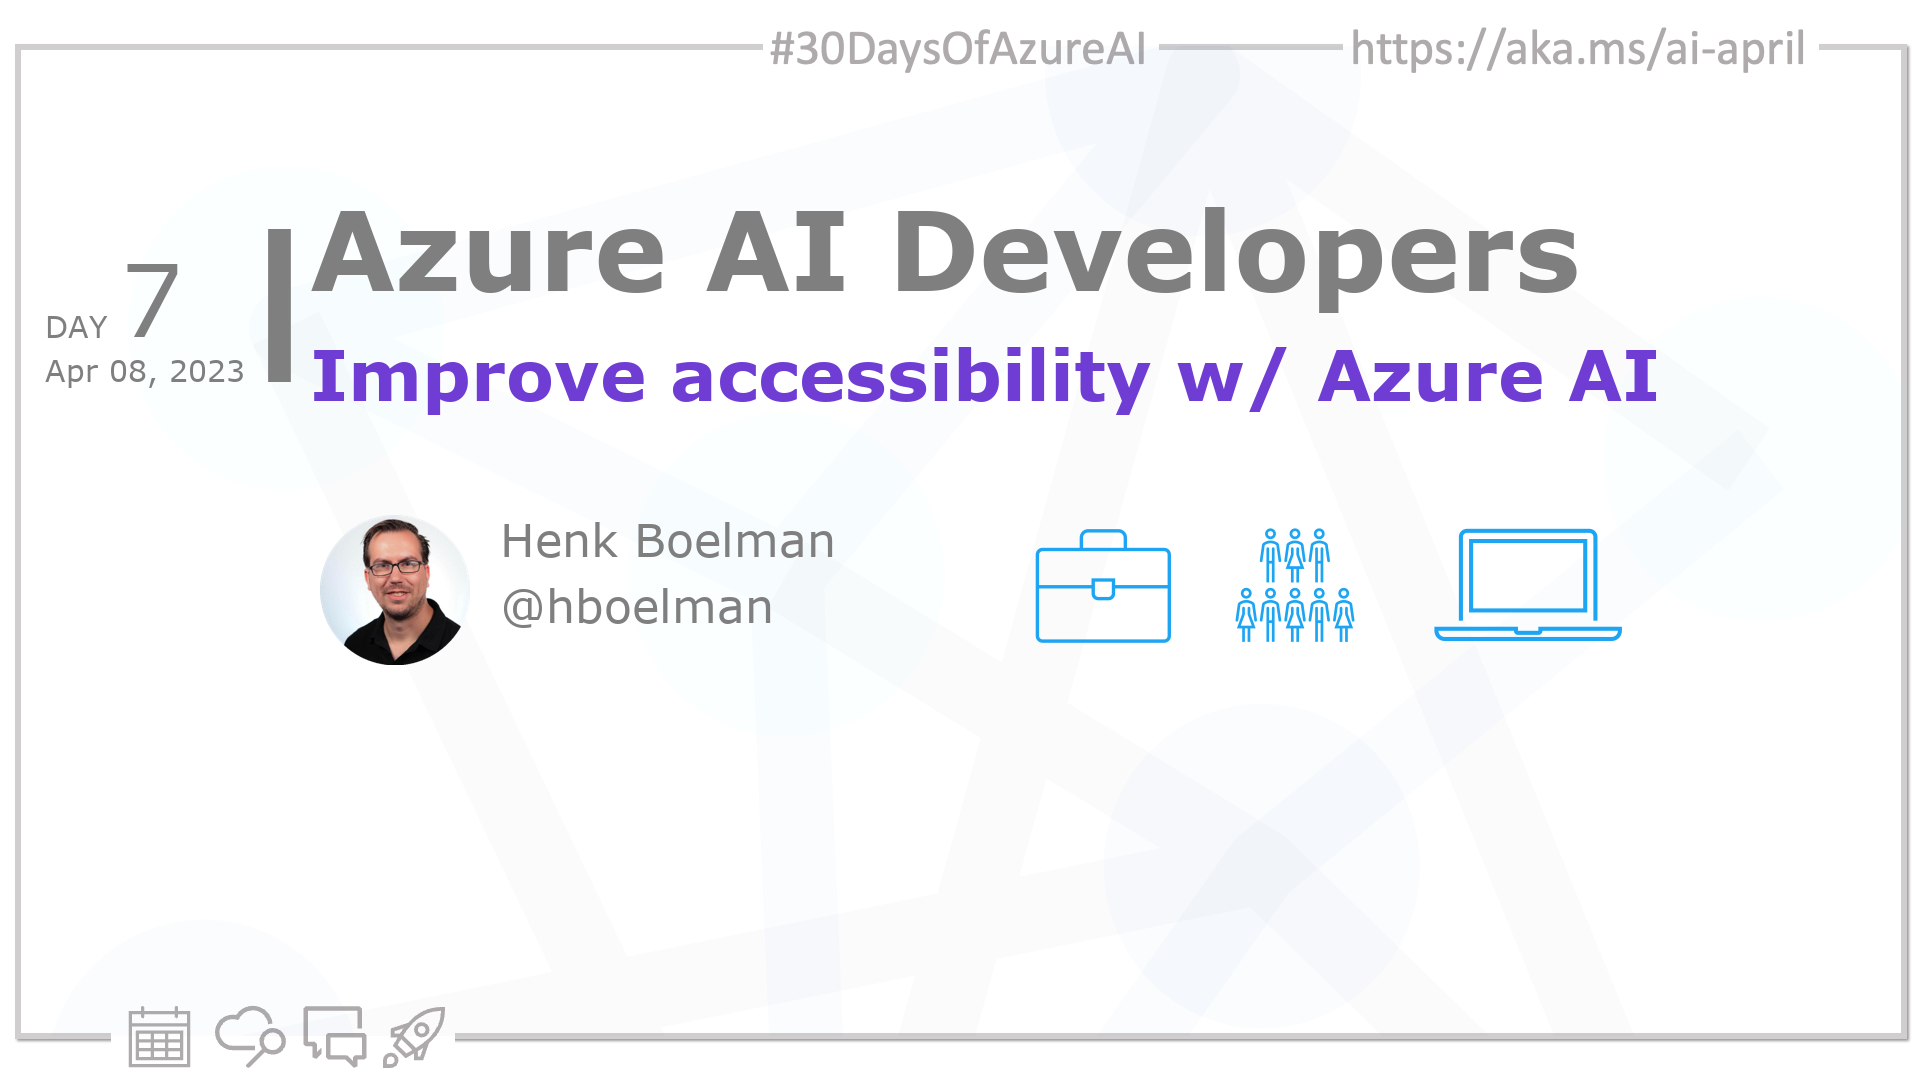 #30DaysOfAzureAI
https://aka.ms/ai-april
Azure AI Developers
DAY 7
Apr 08, 2023
Improve accessibility w/ Azure AI
Henk Boelman
@hboelman